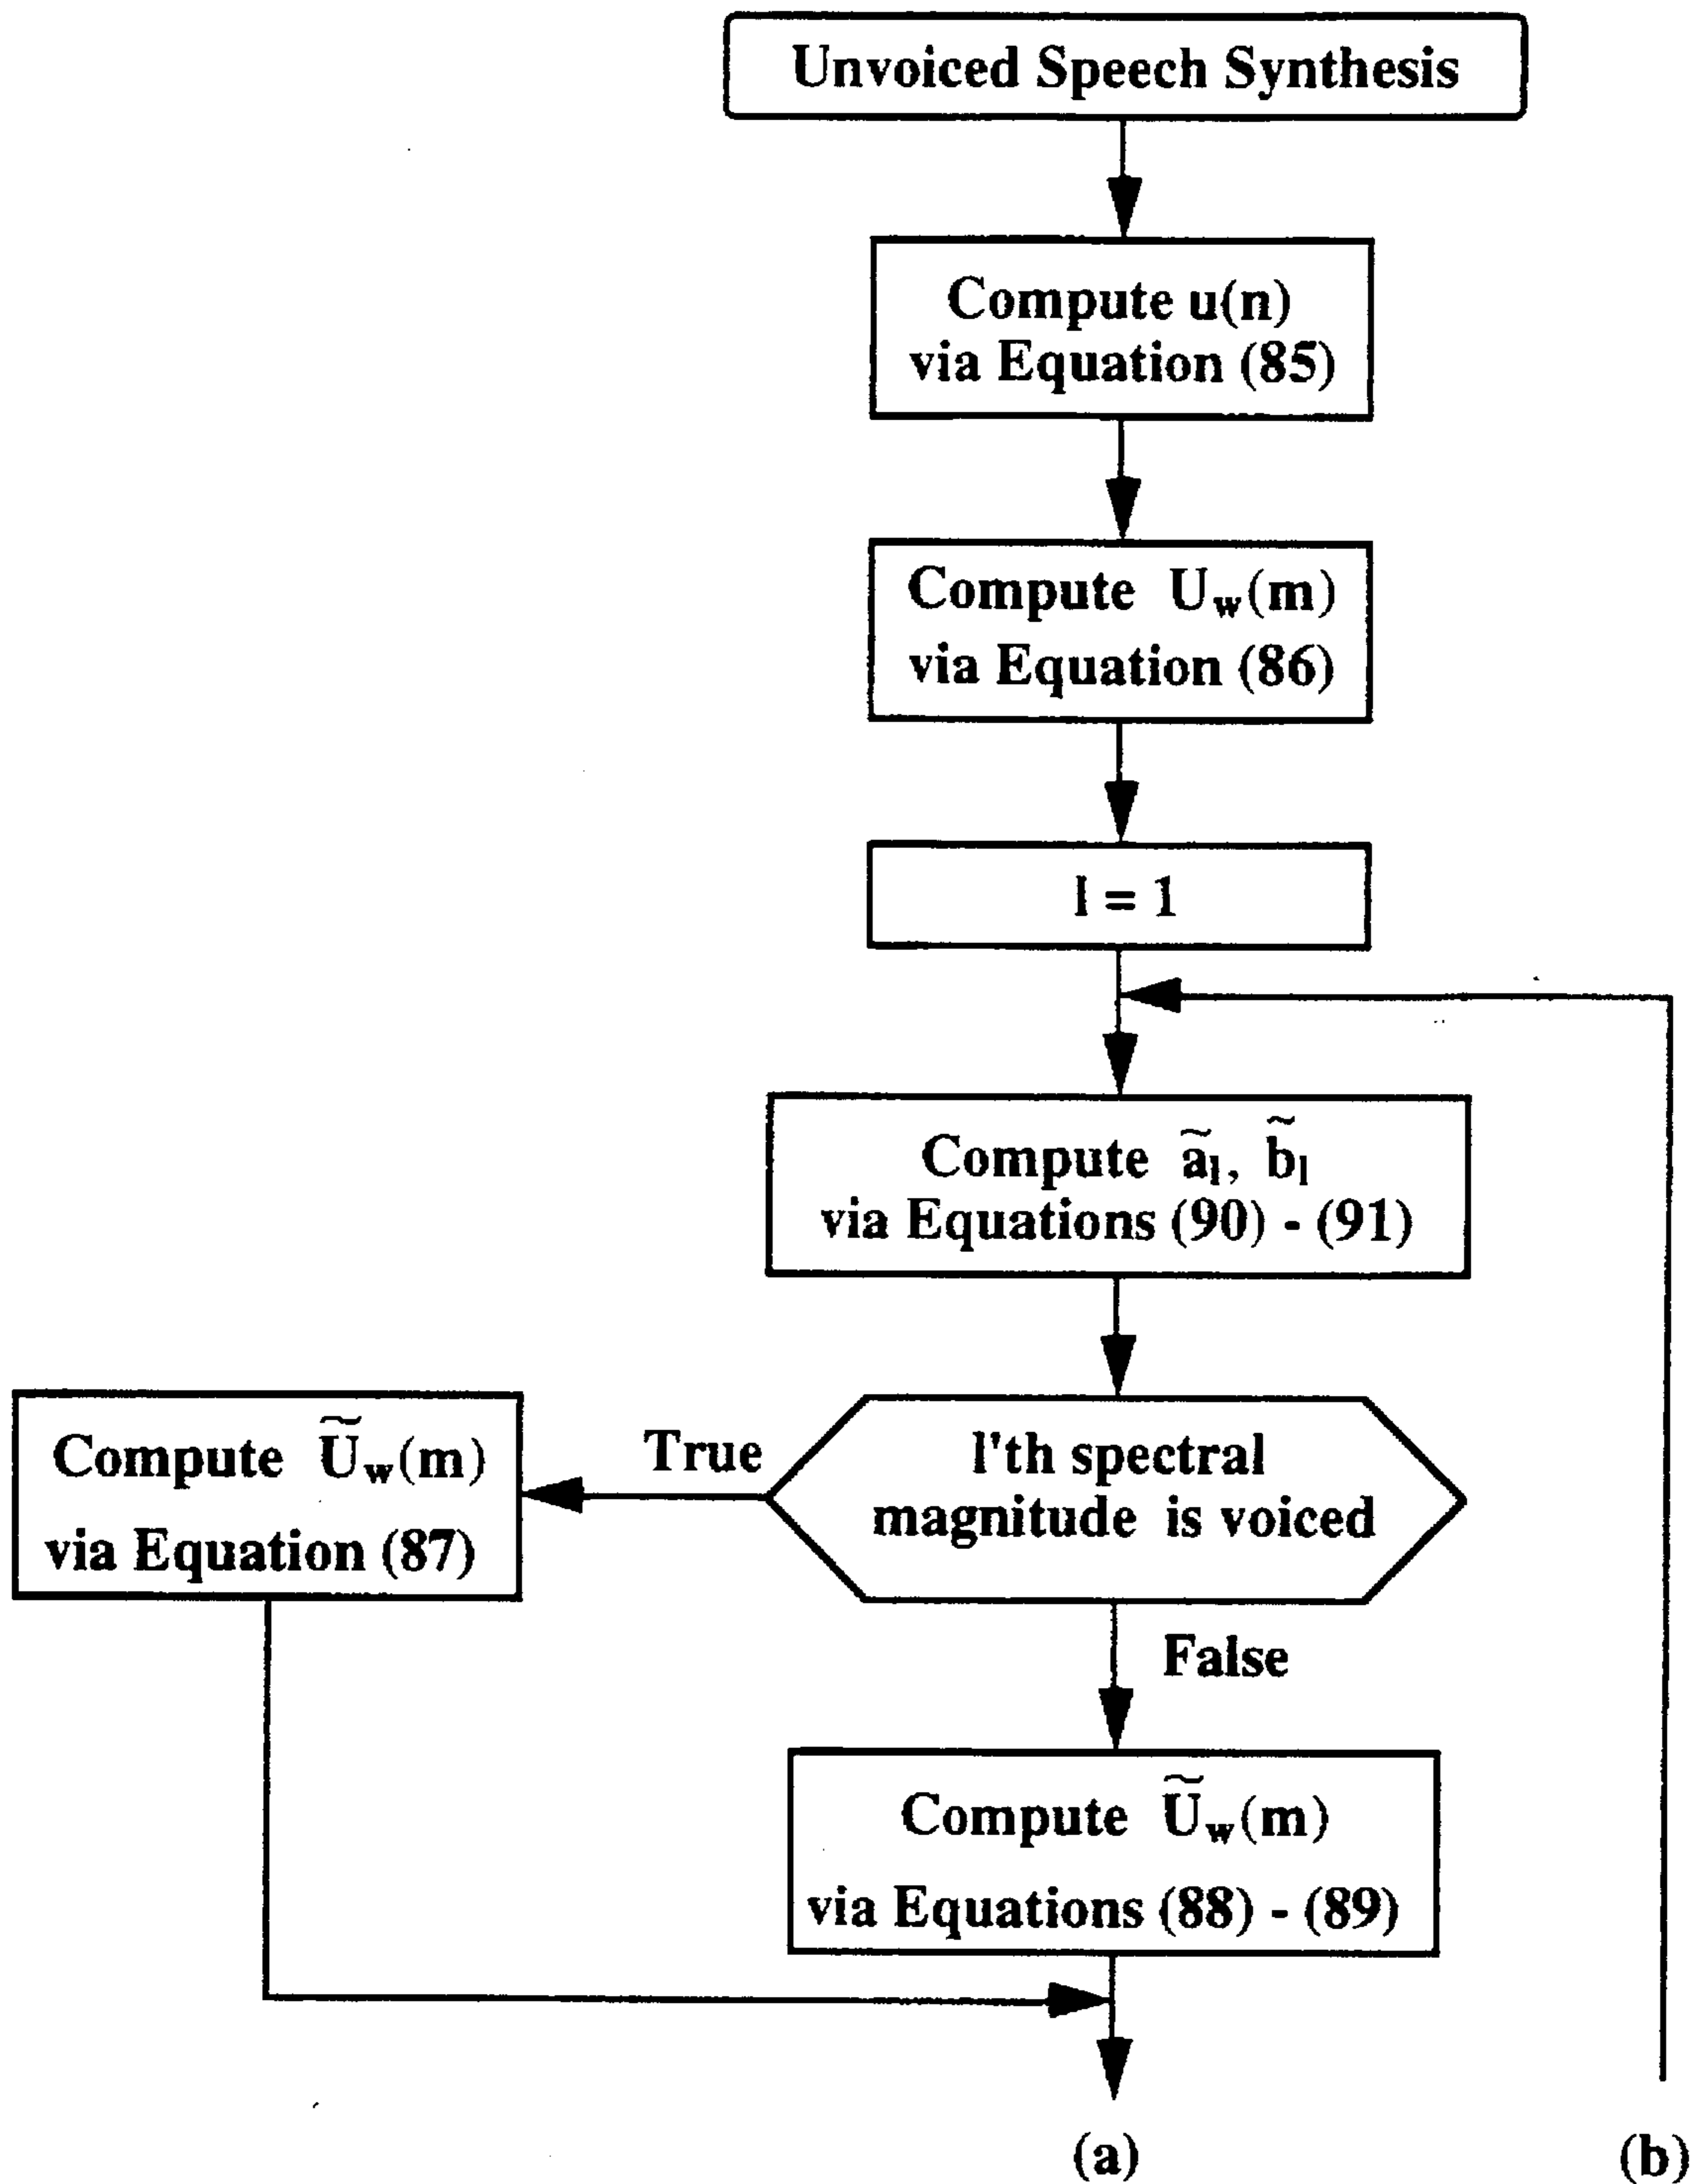 Unvoiced Speech Synthesis
Compute u(n)
via Equation (85)
Compute U_w(m)
via Equation (86)
l = 1
Compute ã_l, b̃_l
via Equations (90) - (91)
l'th spectral
magnitude is voiced
True
Compute Ũ_w(m)
via Equation (87)
False
Compute Ũ_w(m)
via Equations (88) - (89)
(a)
(b)